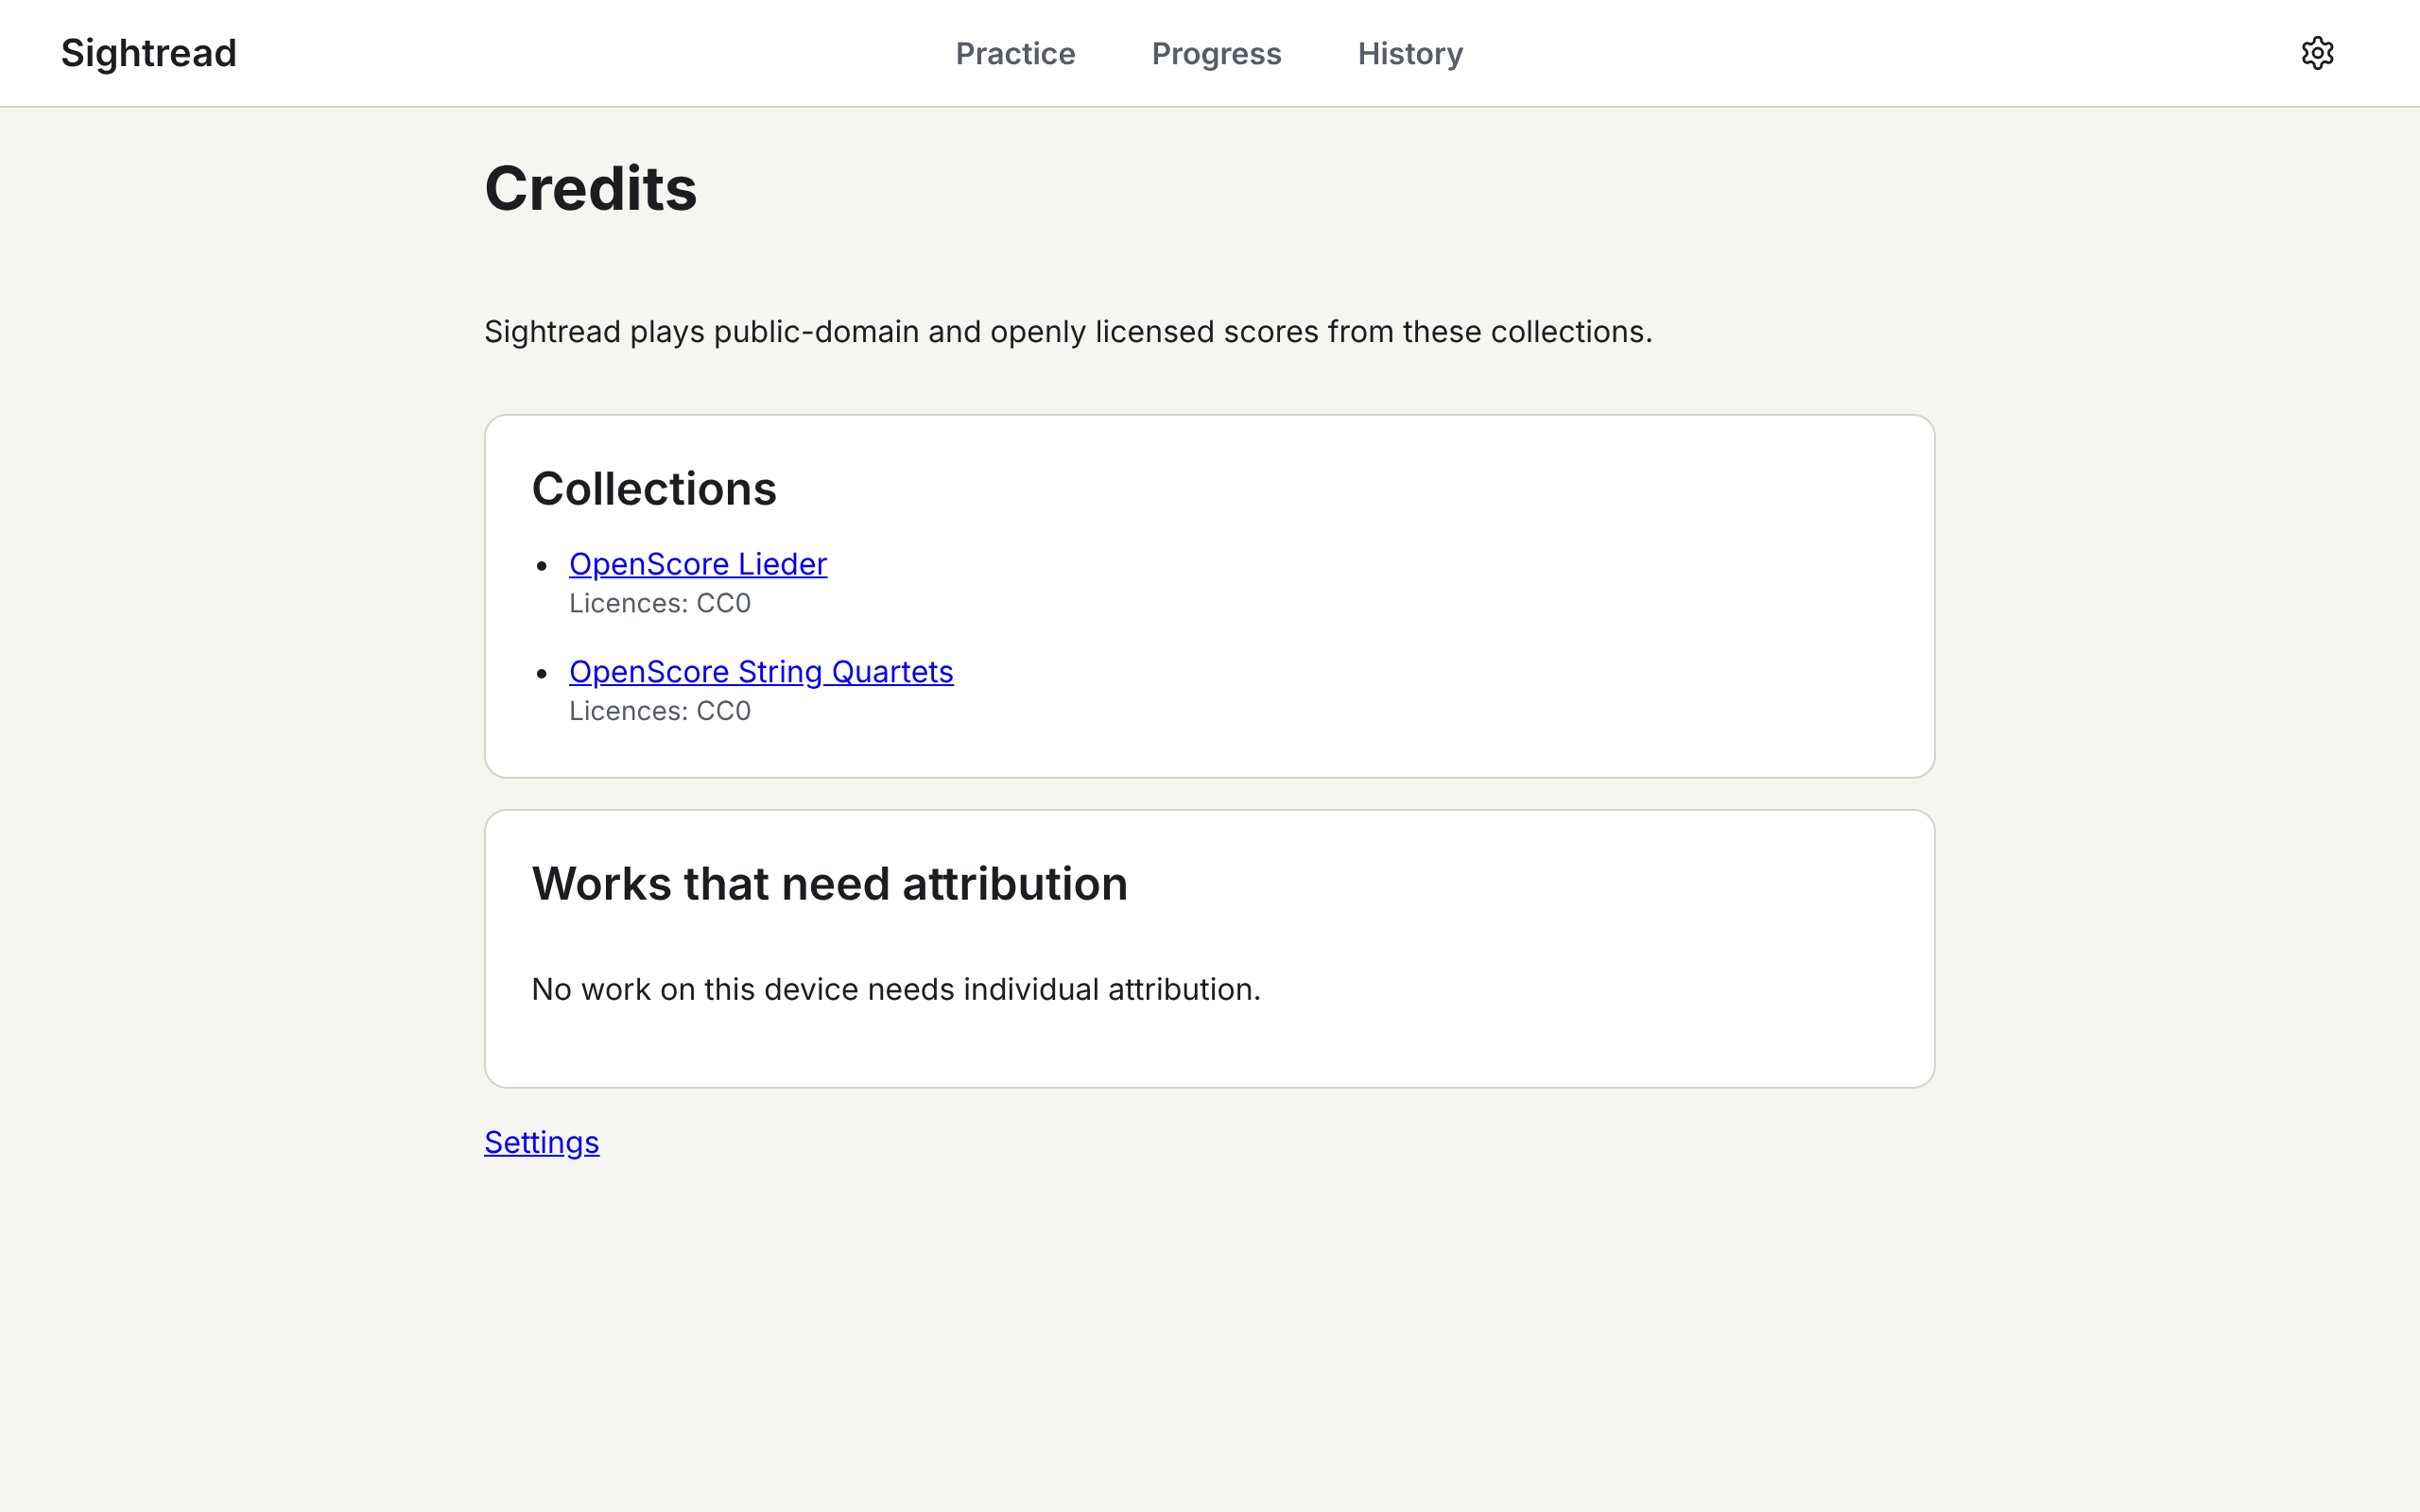 Sightread
Practice
Progress
History
Credits
Sightread plays public-domain and openly licensed scores from these collections.
Collections
• OpenScore Lieder
Licences: CC0
• OpenScore String Quartets
Licences: CC0
Works that need attribution
No work on this device needs individual attribution.
Settings